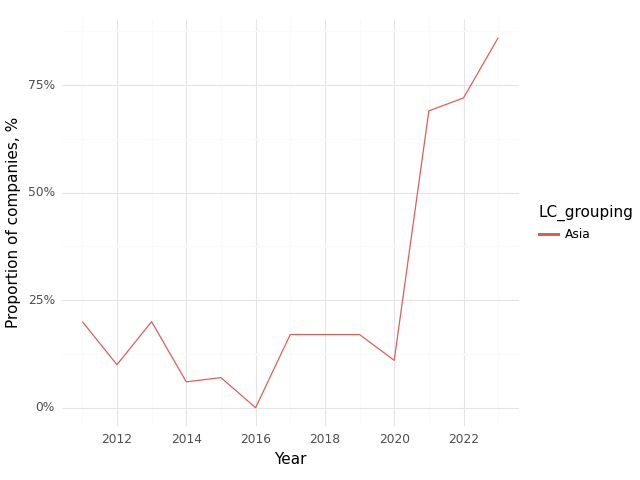 75%
50%
25%
0%
Proportion of companies, %
2012 2014 2016 2018 2020 2022
Year
LC_grouping
Asia